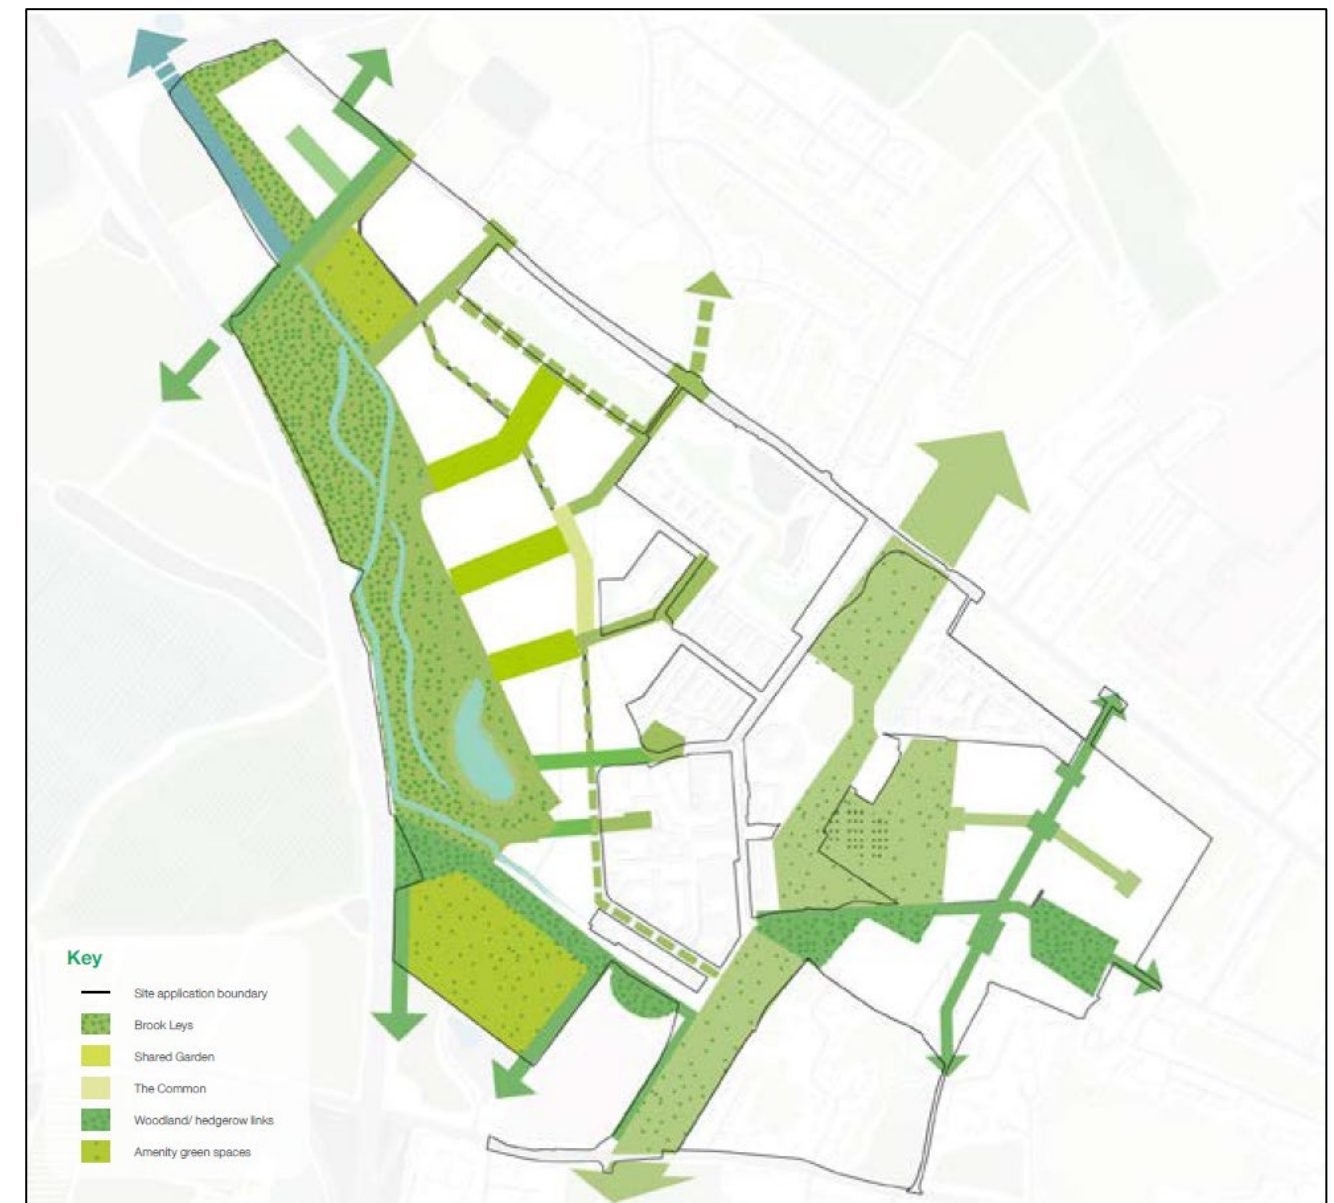 Key
Site application boundary
Brook Leys
Shared Garden
The Common
Woodland/ hedgerow links
Amenity green spaces